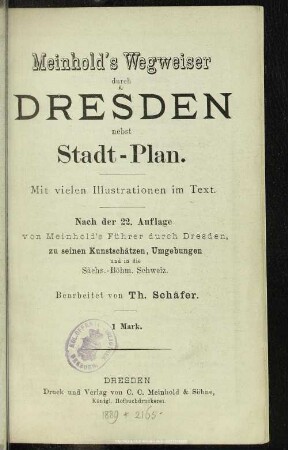 Meinhold's Wegweiser
durch
DRESDEN
nebst
Stadt-Plan.
Mit vielen Illustrationen im Text.
Nach der 22. Auflage
von Meinhold's Führer durch Dresden,
zu seinen Kunstschätzen, Umgebungen
und in die
Sächs.-Böhm. Schweiz.
Bearbeitet von Th. Schäfer.
1 Mark.
DRESDEN
Druck und Verlag von C. C. Meinhold & Söhne,
Königl. Hofbuchdruckerei.
1889 * 2165